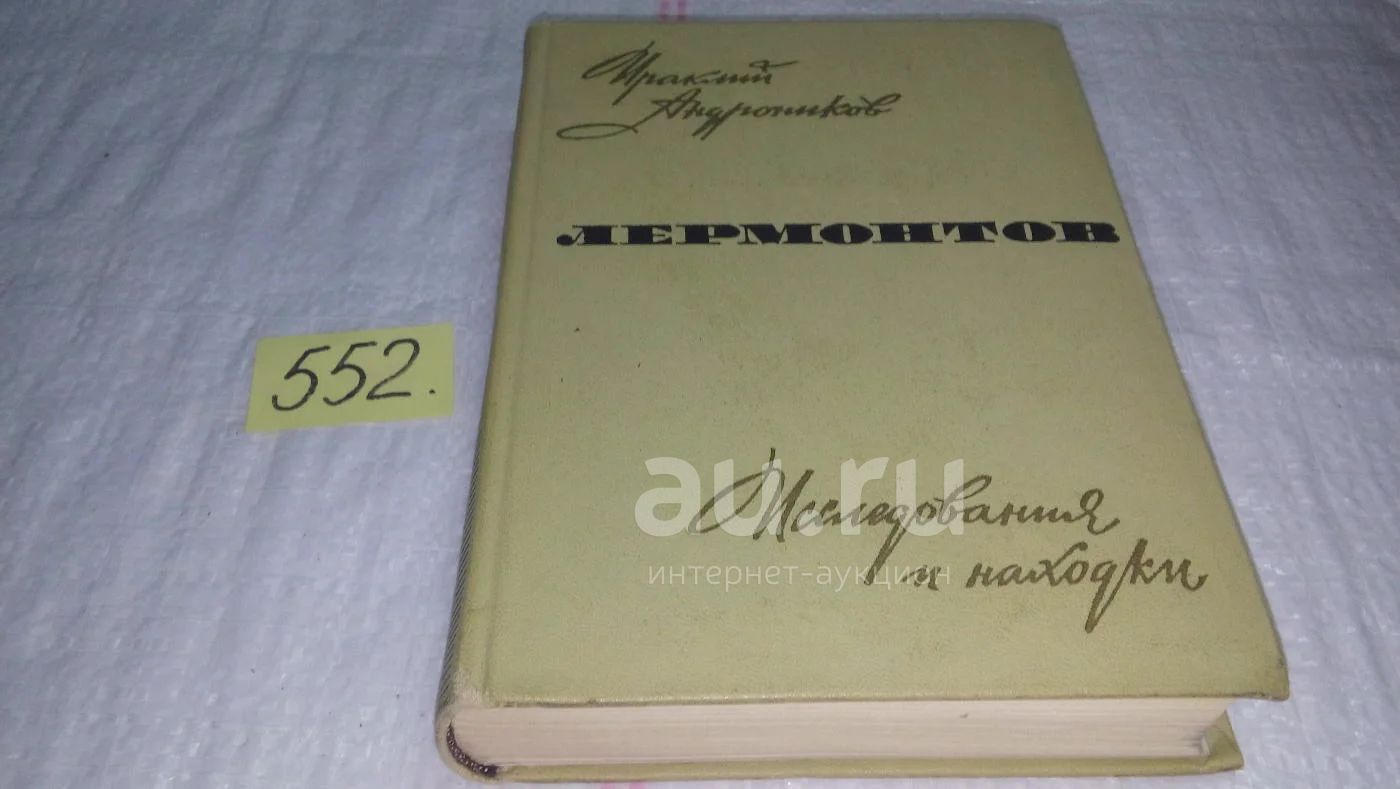 Ираклий
Андроников
ЛЕРМОНТОВ
552.
au.ru
интернет-аукцион
Исследования
и находки